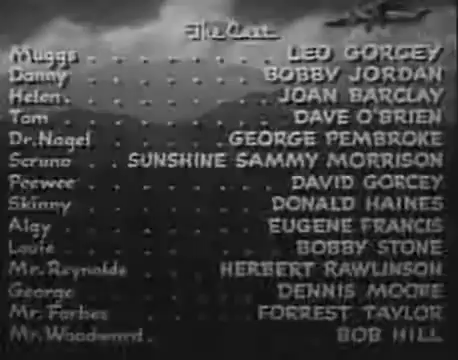 The Cast
Muggs . . . . . . . . LEO GORCEY
Danny . . . . . . . BOBBY JORDAN
Helen . . . . . . . JOAN BARCLAY
Tom . . . . . . . DAVE O'BRIEN
Dr. Nagel . . . . . GEORGE PEMBROKE
Scruno . . SUNSHINE SAMMY MORRISON
Peewee . . . . . . . DAVID GORCEY
Skinny . . . . . . DONALD HAINES
Algy . . . . . . . EUGENE FRANCIS
Louie . . . . . . . BOBBY STONE
Mr. Reynolds . . . HERBERT RAWLINSON
George . . . . . . DENNIS MOORE
Mr. Forbes . . . . FORREST TAYLOR
Mr. Woodward . . . . . . . BOB HILL